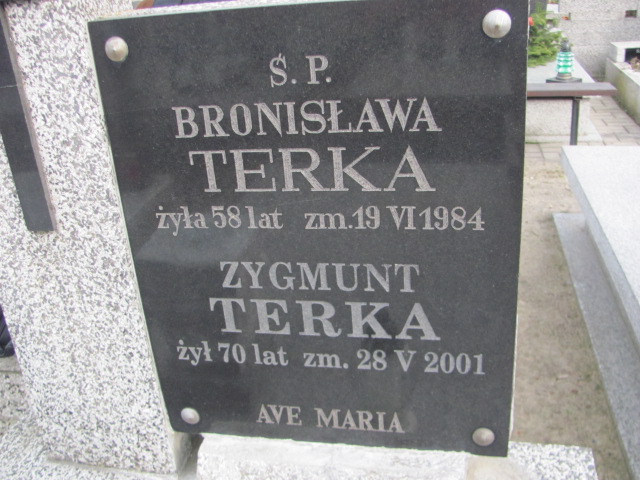 Ś. P.
BRONISŁAWA
TERKA
żyła 58 lat zm. 19 VI 1984
ZYGMUNT
TERKA
żył 70 lat zm. 28 V 2001
AVE MARIA